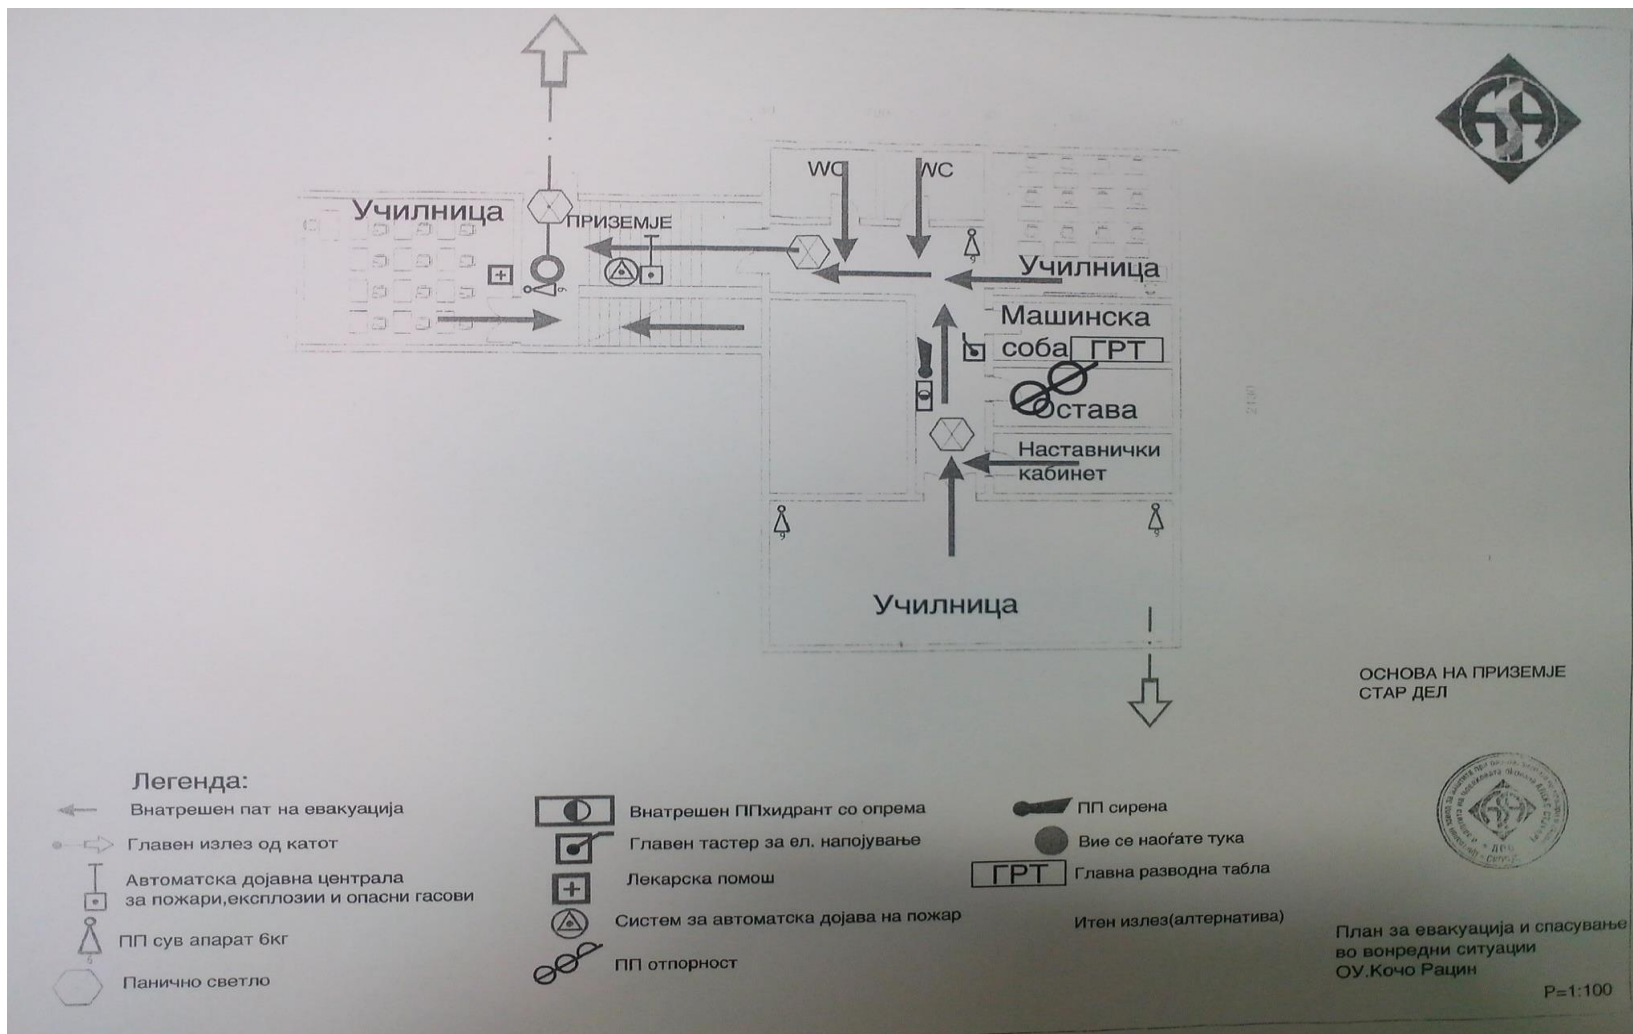 WC
WC
Училница
ПРИЗЕМЈЕ
Училница
Машинска
соба ГРТ
Остава
Наставнички
кабинет
Училница
ОСНОВА НА ПРИЗЕМЈЕ
СТАР ДЕЛ
Легенда:
Внатрешен пат на евакуација
Главен излез од катот
Автоматска дојавна централа
за пожари,експлозии и опасни гасови
ПП сув апарат 6кг
Панично светло
Внатрешен ППхидрант со опрема
Главен тастер за ел. напојување
Лекарска помош
Систем за автоматска дојава на пожар
ПП отпорност
ПП сирена
Вие се наоѓате тука
ГРТ Главна разводна табла
Итен излез(алтернатива)
План за евакуација и спасување
во вонредни ситуации
ОУ.Кочо Рацин
Р=1:100